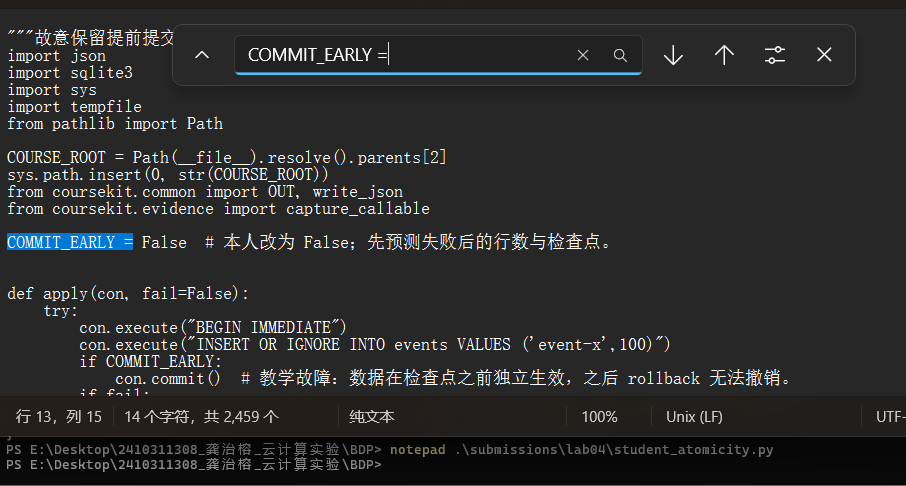 """故意保留提前提交
COMMIT_EARLY =
import json
import sqlite3
import sys
import tempfile
from pathlib import Path
COURSE_ROOT = Path(__file__).resolve().parents[2]
sys.path.insert(0, str(COURSE_ROOT))
from coursekit.common import OUT, write_json
from coursekit.evidence import capture_callable
COMMIT_EARLY = False  # 本人改为 False；先预测失败后的行数与检查点。
def apply(con, fail=False):
    try:
        con.execute("BEGIN IMMEDIATE")
        con.execute("INSERT OR IGNORE INTO events VALUES ('event-x',100)")
        if COMMIT_EARLY:
            con.commit()  # 教学故障：数据在检查点之前独立生效，之后 rollback 无法撤销。
        if fail:
行 13，列 15 14 个字符，共 2,459 个 纯文本 100% Unix (LF) UTF-
PS E:\Desktop\2410311308_龚治榕_云计算实验\BDP> notepad .\submissions\lab04\student_atomicity.py
PS E:\Desktop\2410311308_龚治榕_云计算实验\BDP>